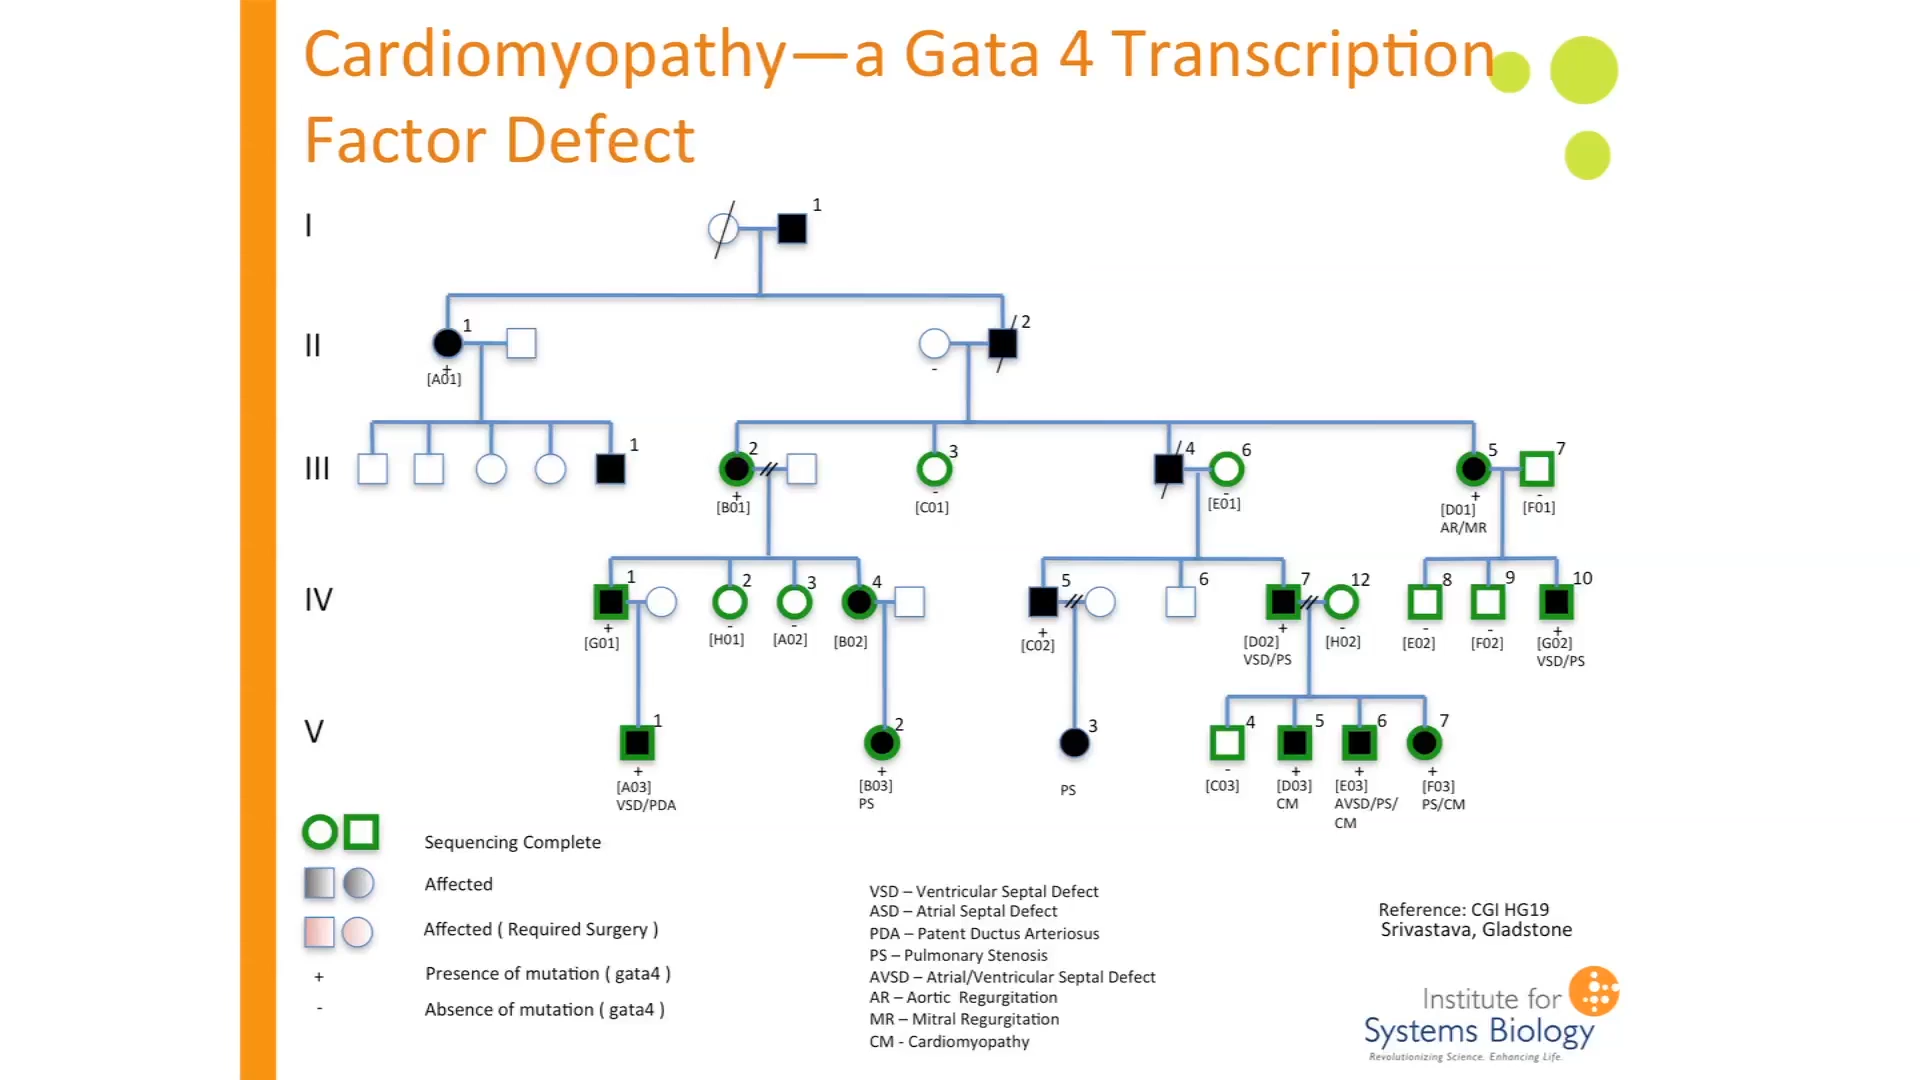 Cardiomyopathy—a Gata 4 Transcription
Factor Defect
I
1
II
1
2
+
[A01]
-
III
1
2
3
4
6
5
7
+
[B01]
-
[C01]
-
[E01]
+
[D01]
AR/MR
-
[F01]
IV
1
2
3
4
5
6
7
12
8
9
10
+
[G01]
-
[H01]
-
[A02]
[B02]
+
[C02]
+
[D02]
VSD/PS
-
[H02]
-
[E02]
-
[F02]
+
[G02]
VSD/PS
V
1
2
3
4
5
6
7
+
[A03]
VSD/PDA
+
[B03]
PS
PS
-
[C03]
+
[D03]
CM
+
[E03]
AVSD/PS/
CM
+
[F03]
PS/CM
Sequencing Complete
Affected
Affected ( Required Surgery )
+ Presence of mutation ( gata4 )
- Absence of mutation ( gata4 )
VSD – Ventricular Septal Defect
ASD – Atrial Septal Defect
PDA – Patent Ductus Arteriosus
PS – Pulmonary Stenosis
AVSD – Atrial/Ventricular Septal Defect
AR – Aortic Regurgitation
MR – Mitral Regurgitation
CM - Cardiomyopathy
Reference: CGI HG19
Srivastava, Gladstone
Institute for
Systems Biology
Revolutionizing Science. Enhancing Life.